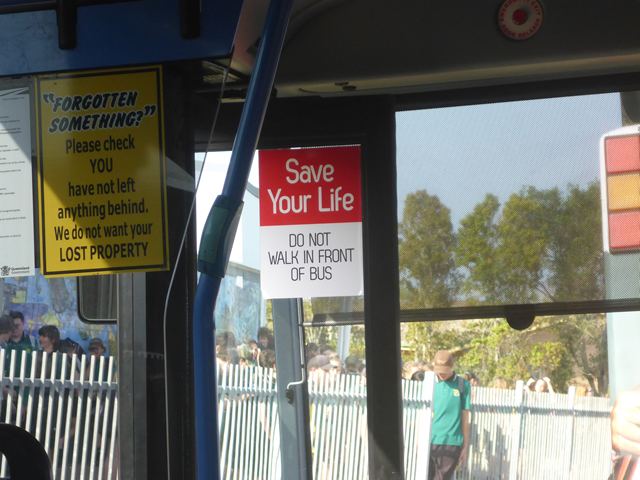 "FORGOTTEN
SOMETHING?"
Please check
YOU
have not left
anything behind.
We do not want your
LOST PROPERTY
Save
Your Life
DO NOT
WALK IN FRONT
OF BUS